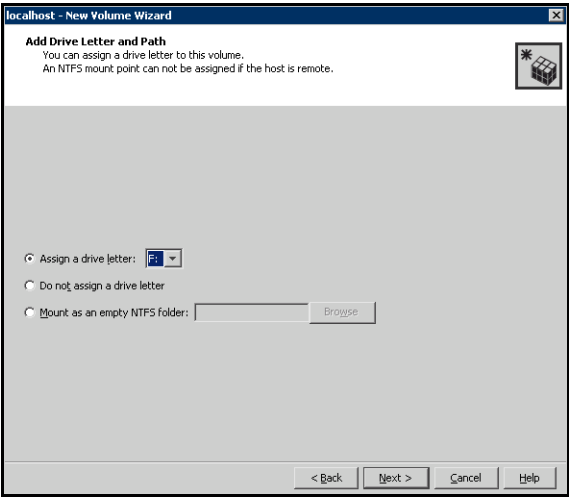 localhost - New Volume Wizard
Add Drive Letter and Path
You can assign a drive letter to this volume.
An NTFS mount point can not be assigned if the host is remote.
Assign a drive letter: F:
Do not assign a drive letter
Mount as an empty NTFS folder: Browse
< Back Next > Cancel Help